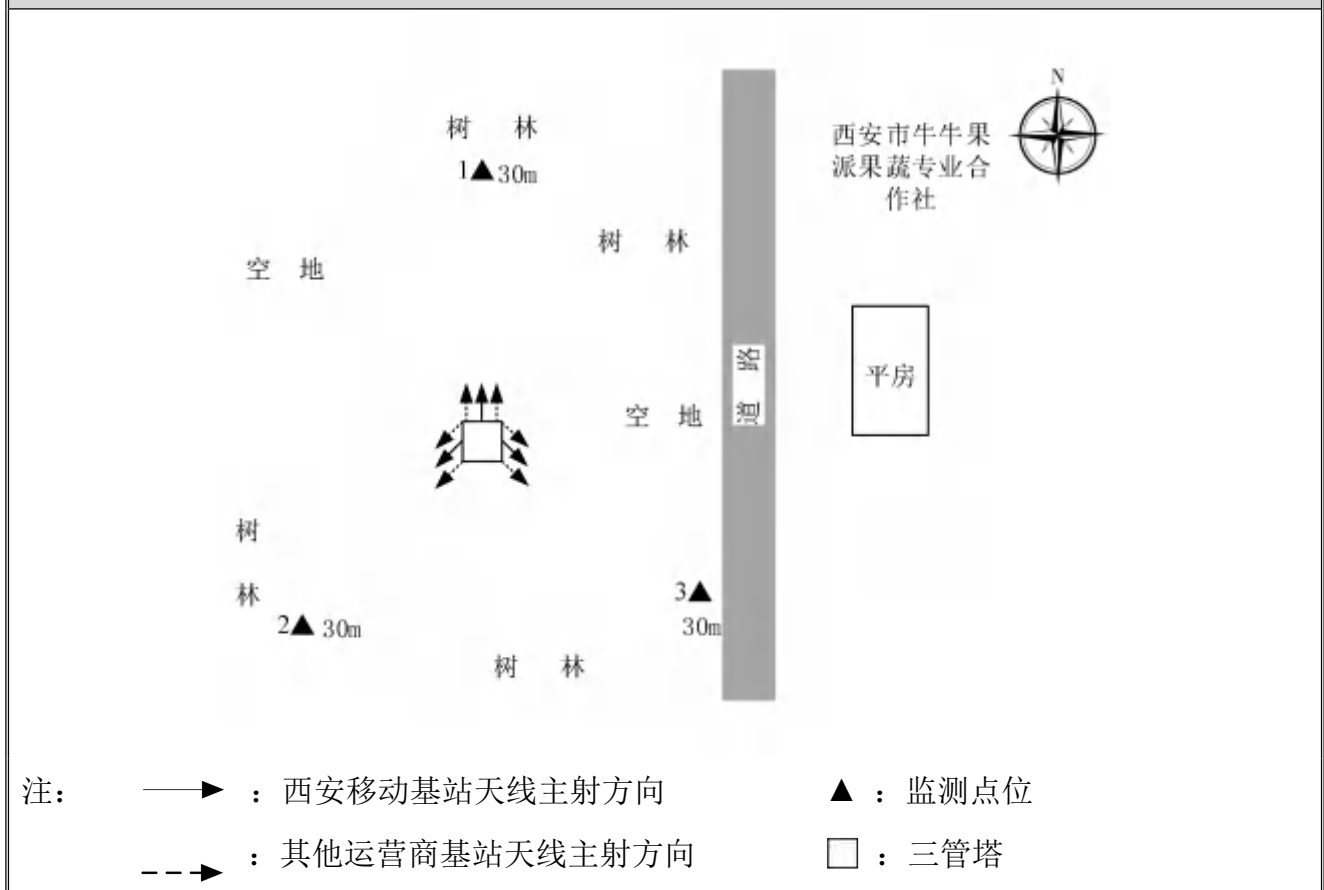 N
树 林
西安市牛牛果
派果蔬专业合
作社
1▲30m
树 林
空 地
道 路
平房
空 地
树
林
3▲
30m
2▲ 30m
树 林
注： ：西安移动基站天线主射方向 ▲ ：监测点位
：其他运营商基站天线主射方向 □ ：三管塔